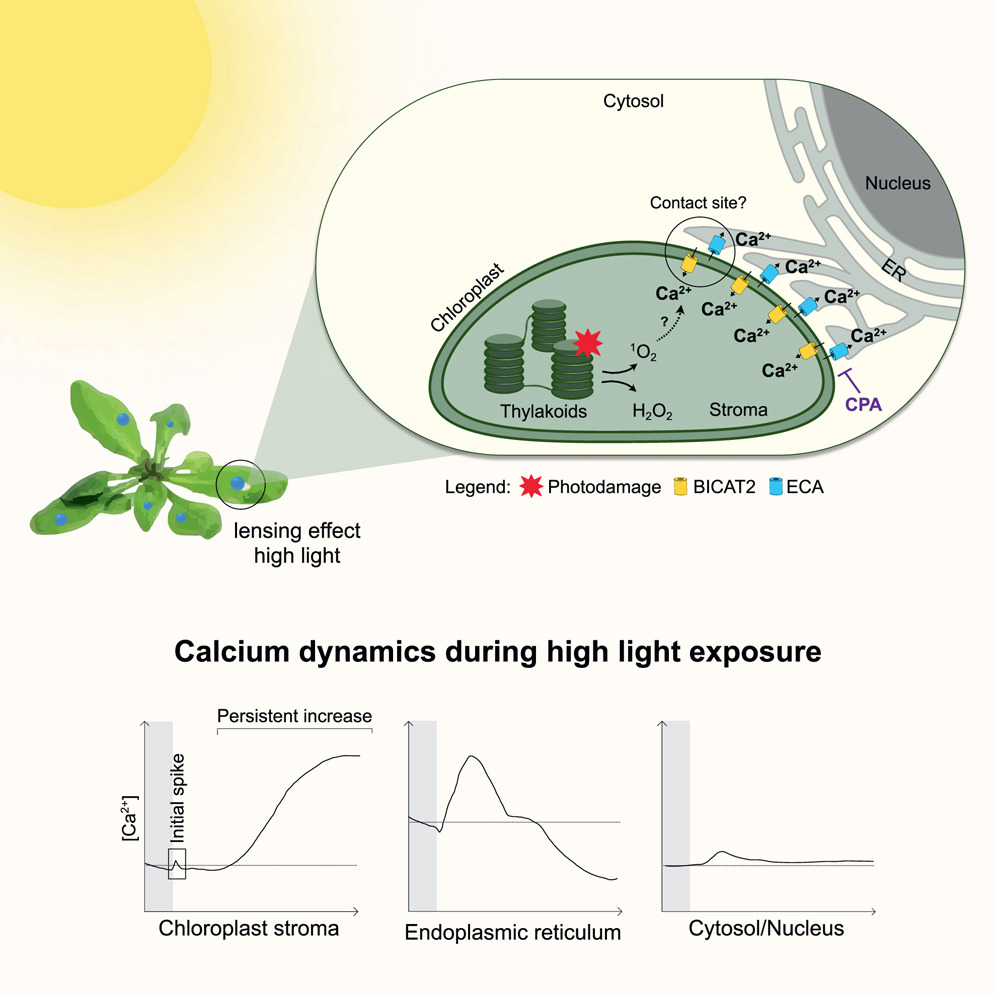 Cytosol
Nucleus
Contact site?
Ca²⁺
Ca²⁺
ER
Chloroplast
Ca²⁺
Ca²⁺
Ca²⁺
?
Ca²⁺
Ca²⁺
¹O₂
Ca²⁺
CPA
Thylakoids
H₂O₂
Stroma
Legend: Photodamage BICAT2 ECA
lensing effect
high light
Calcium dynamics during high light exposure
Persistent increase
Initial spike
[Ca²⁺]
Chloroplast stroma
Endoplasmic reticulum
Cytosol/Nucleus